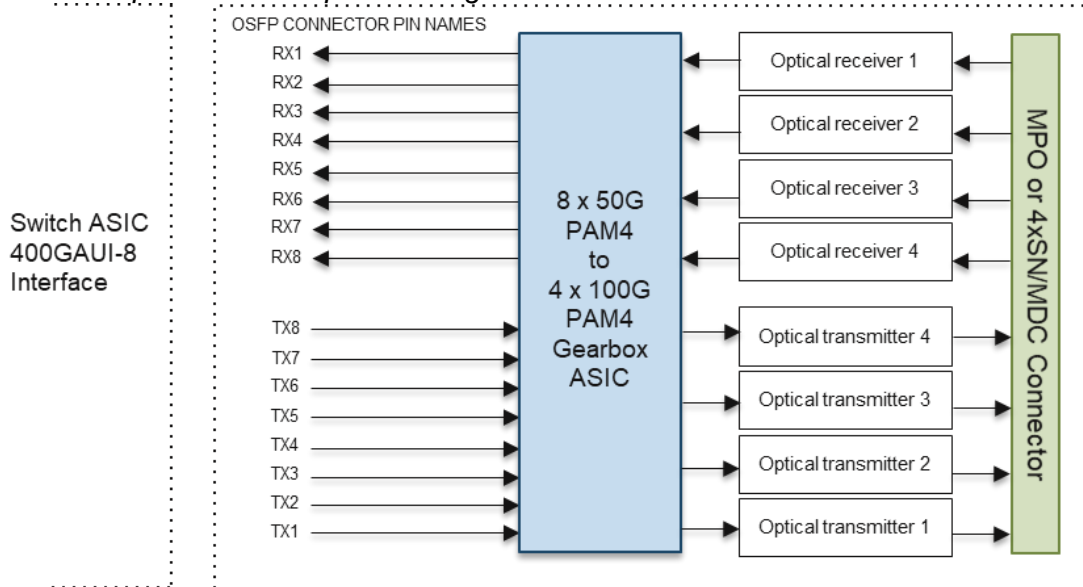 OSFP CONNECTOR PIN NAMES
RX1
RX2
RX3
RX4
RX5
RX6
RX7
RX8
TX8
TX7
TX6
TX5
TX4
TX3
TX2
TX1
Switch ASIC
400GAUI-8
Interface
8 x 50G
PAM4
to
4 x 100G
PAM4
Gearbox
ASIC
Optical receiver 1
Optical receiver 2
Optical receiver 3
Optical receiver 4
Optical transmitter 4
Optical transmitter 3
Optical transmitter 2
Optical transmitter 1
MPO or 4xSN/MDC Connector